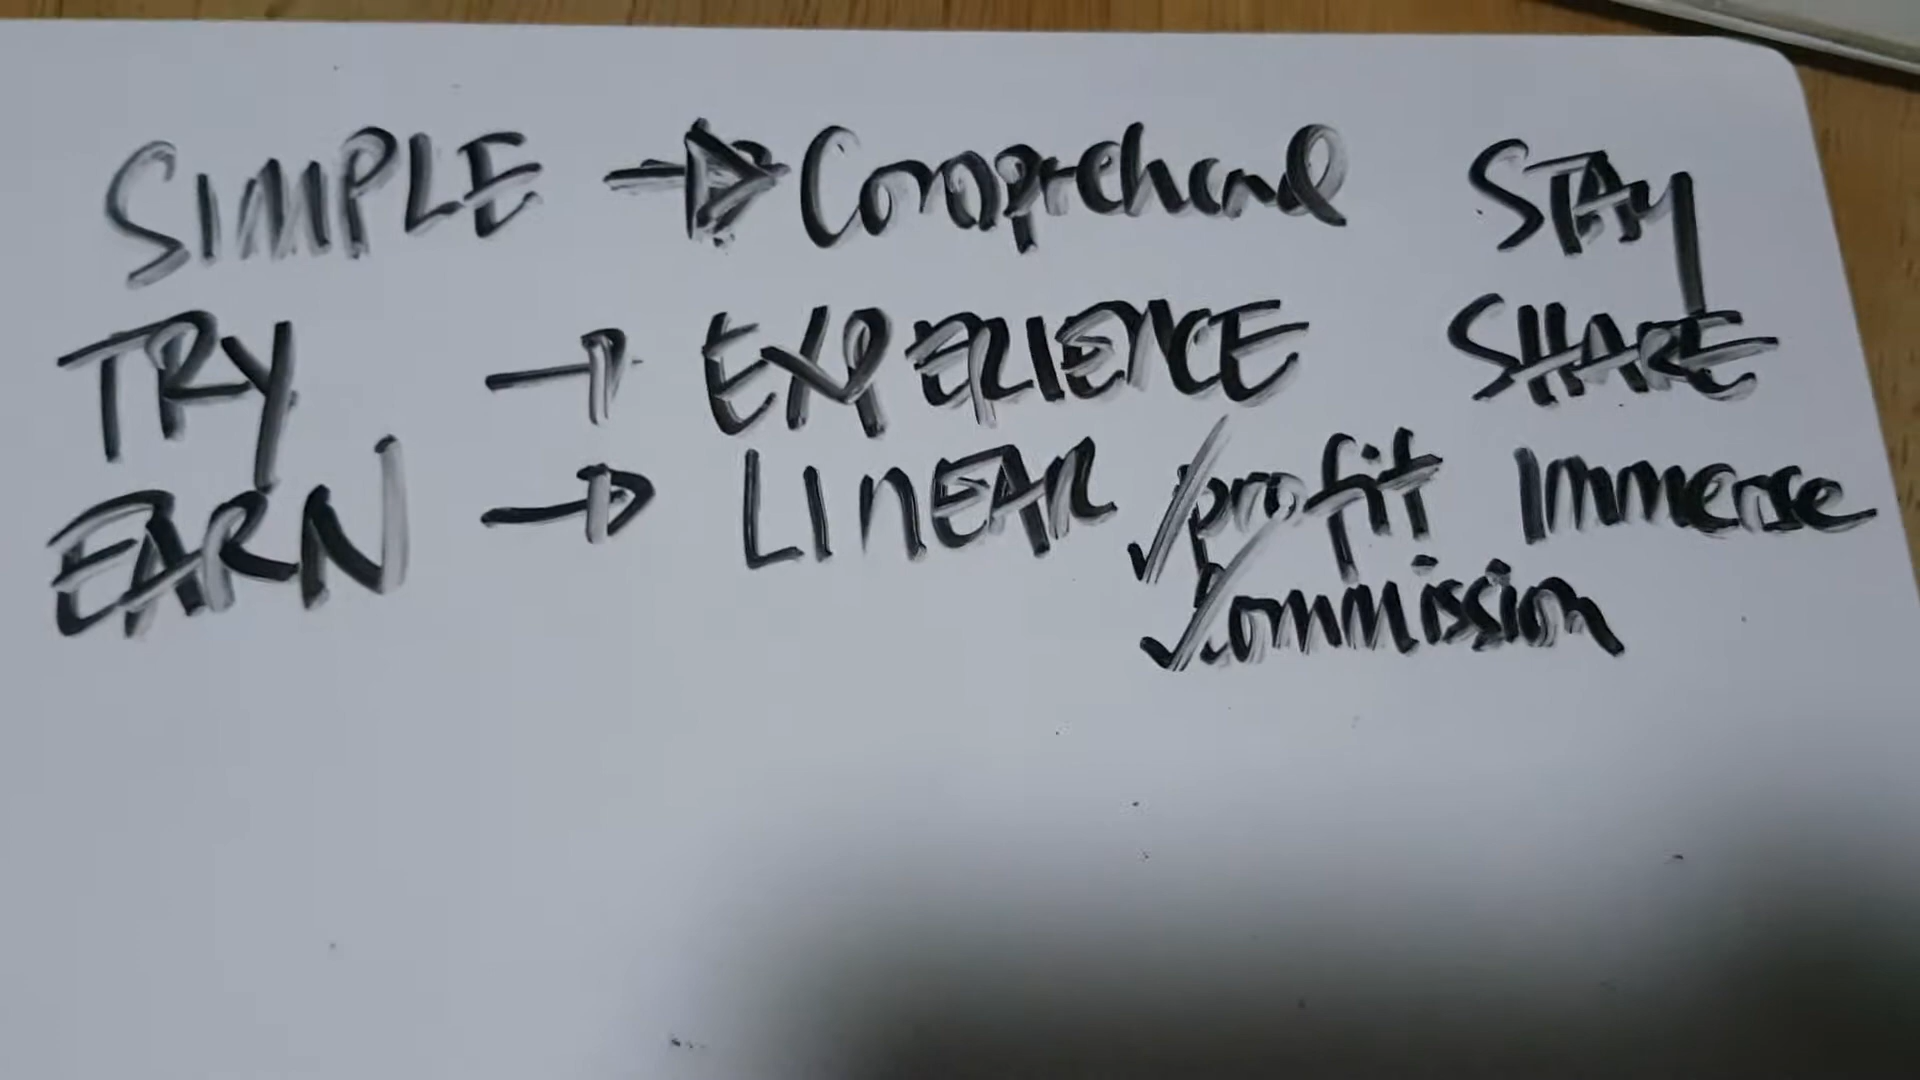 SIMPLE → Comprehend STAY
TRY → EXPERIENCE SHARE
EARN → LINEAR ✓profit Immerse
✓Commission